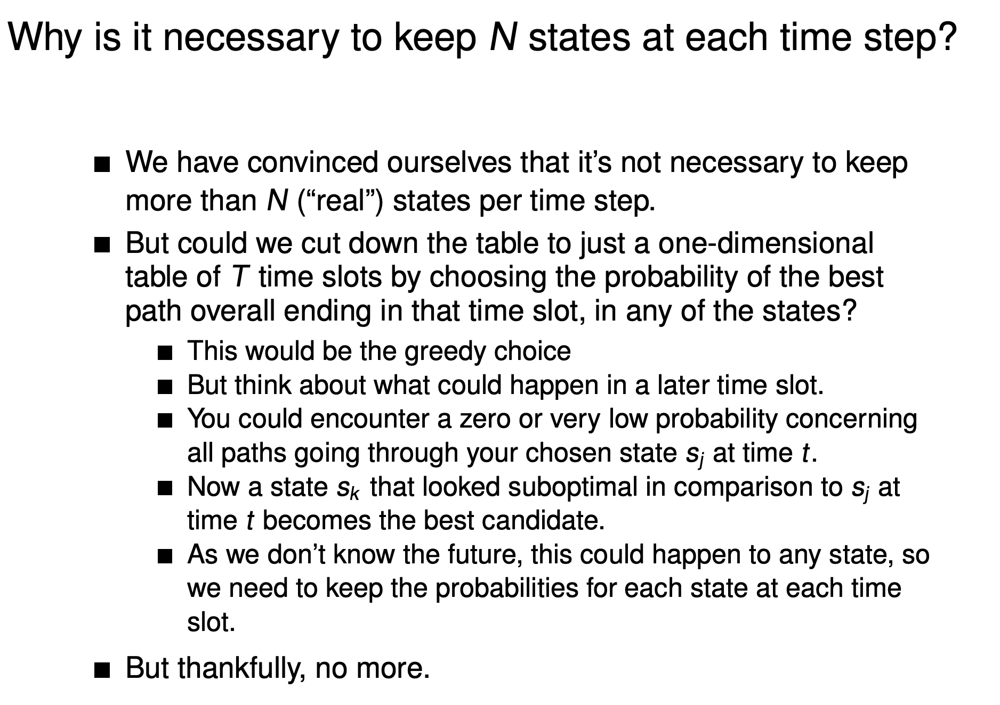 Why is it necessary to keep N states at each time step?
■ We have convinced ourselves that it’s not necessary to keep
more than N (“real”) states per time step.
■ But could we cut down the table to just a one-dimensional
table of T time slots by choosing the probability of the best
path overall ending in that time slot, in any of the states?
■ This would be the greedy choice
■ But think about what could happen in a later time slot.
■ You could encounter a zero or very low probability concerning
all paths going through your chosen state sⱼ at time t.
■ Now a state sₖ that looked suboptimal in comparison to sⱼ at
time t becomes the best candidate.
■ As we don’t know the future, this could happen to any state, so
we need to keep the probabilities for each state at each time
slot.
■ But thankfully, no more.